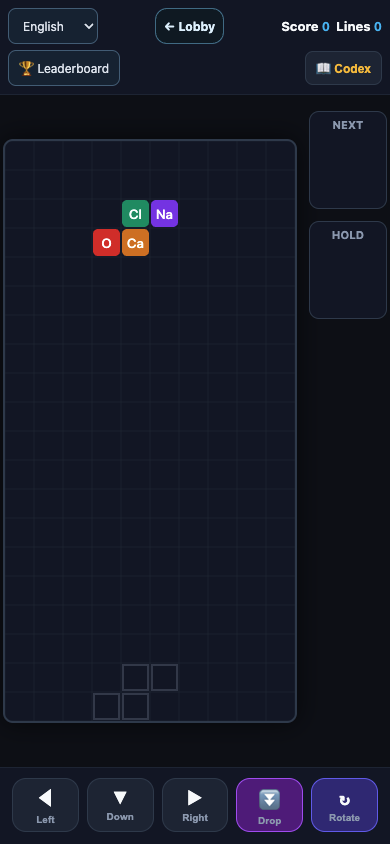 English
← Lobby
Score 0 Lines 0
🏆 Leaderboard
📖 Codex
NEXT
HOLD
Cl Na
O Ca
Left
Down
Right
Drop
Rotate